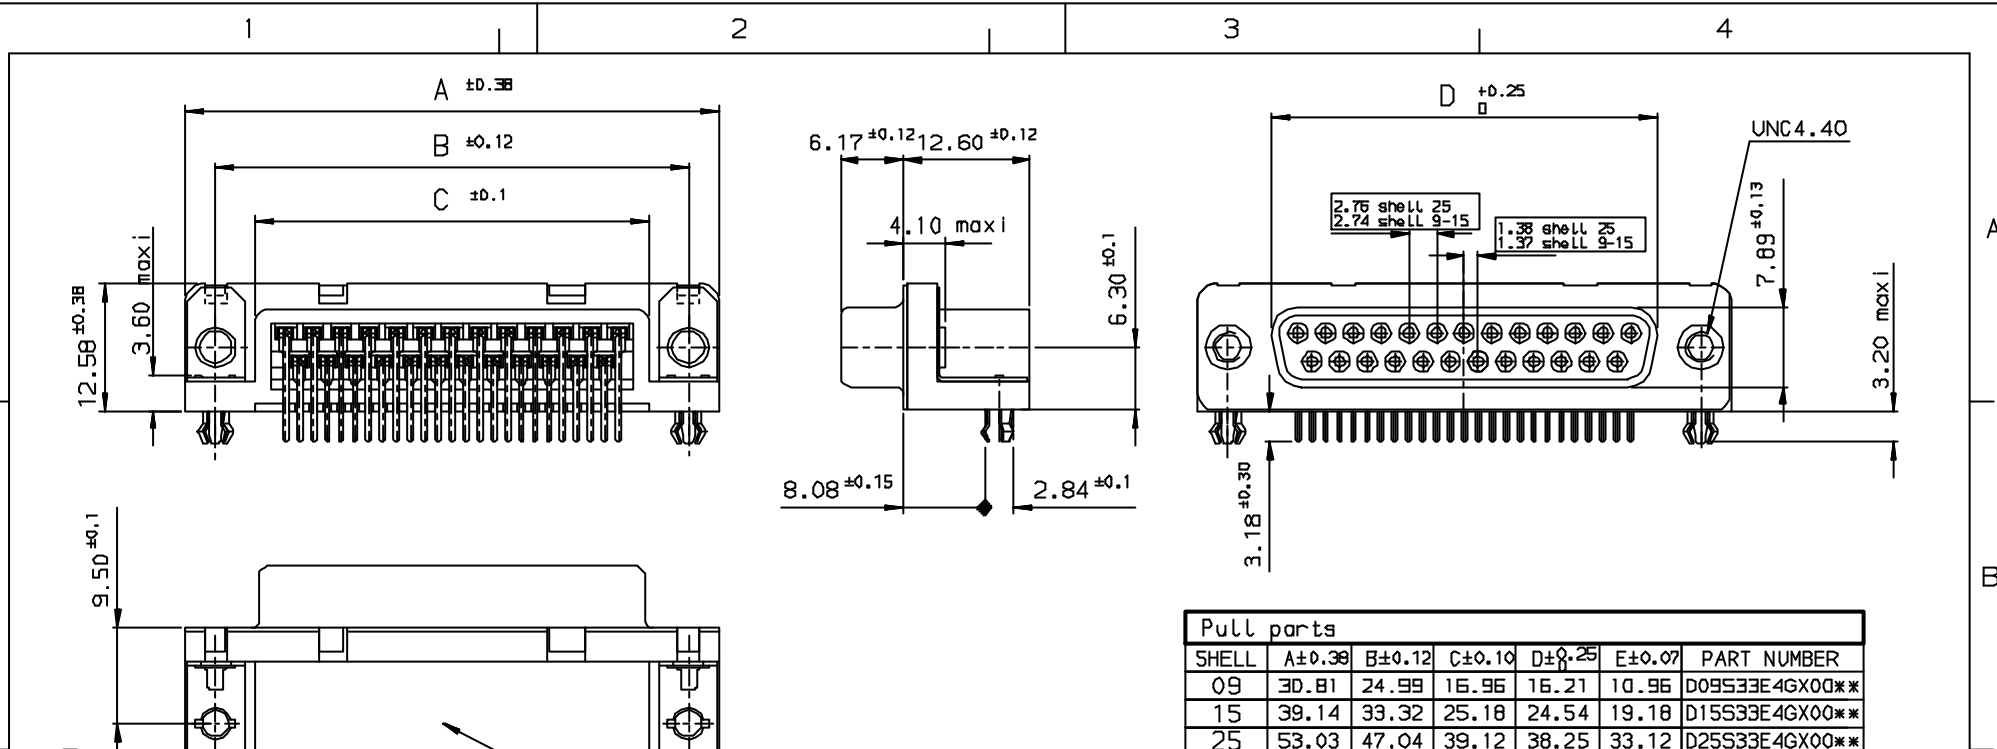 1 2 3 4
A ±0.38
B ±0.12
C ±0.1
3.60 maxi
12.58 ±0.38
6.17 ±0.12 12.60 ±0.12
4.10 maxi
6.30 ±0.1
8.08 ±0.15
2.84 ±0.1
D +0.25
0
UNC4.40
2.76 shell 25
2.74 shell 9-15
1.38 shell 25
1.37 shell 9-15
7.89 ±0.13
3.20 maxi
3.18 ±0.30
A
B
9.50 ±0.1
Pull parts
SHELL A±0.38 B±0.12 C±0.10 D±0.25 0 E±0.07 PART NUMBER
09 30.81 24.99 16.96 16.21 10.96 D09S33E4GX00**
15 39.14 33.32 25.18 24.54 19.18 D15S33E4GX00**
25 53.03 47.04 39.12 38.25 33.12 D25S33E4GX00**